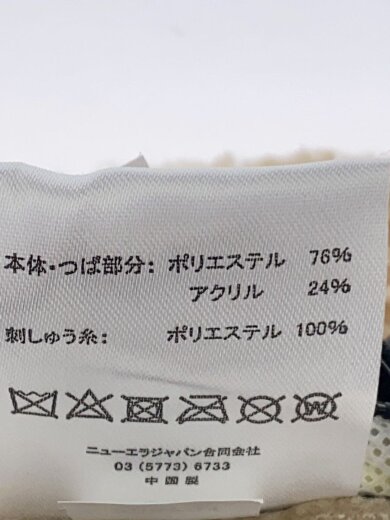 本体・つば部分: ポリエステル 76%
アクリル 24%
刺しゅう糸: ポリエステル 100%
W
ニューエラジャパン合同会社
03 (5773) 6733
中国製